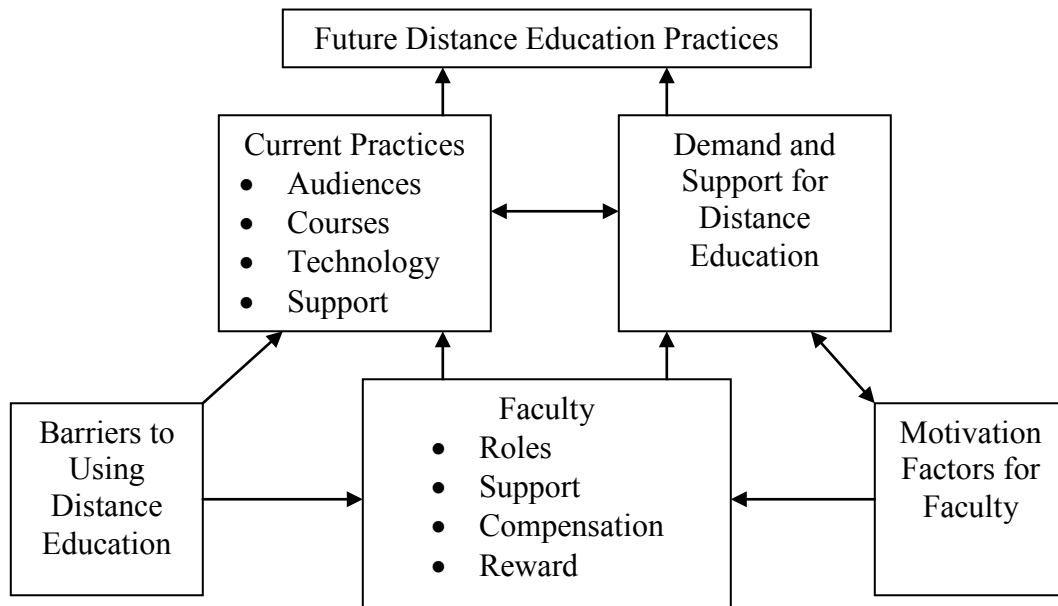 Future Distance Education Practices
Current Practices
• Audiences
• Courses
• Technology
• Support
Demand and
Support for
Distance
Education
Barriers to
Using
Distance
Education
Faculty
• Roles
• Support
• Compensation
• Reward
Motivation
Factors for
Faculty